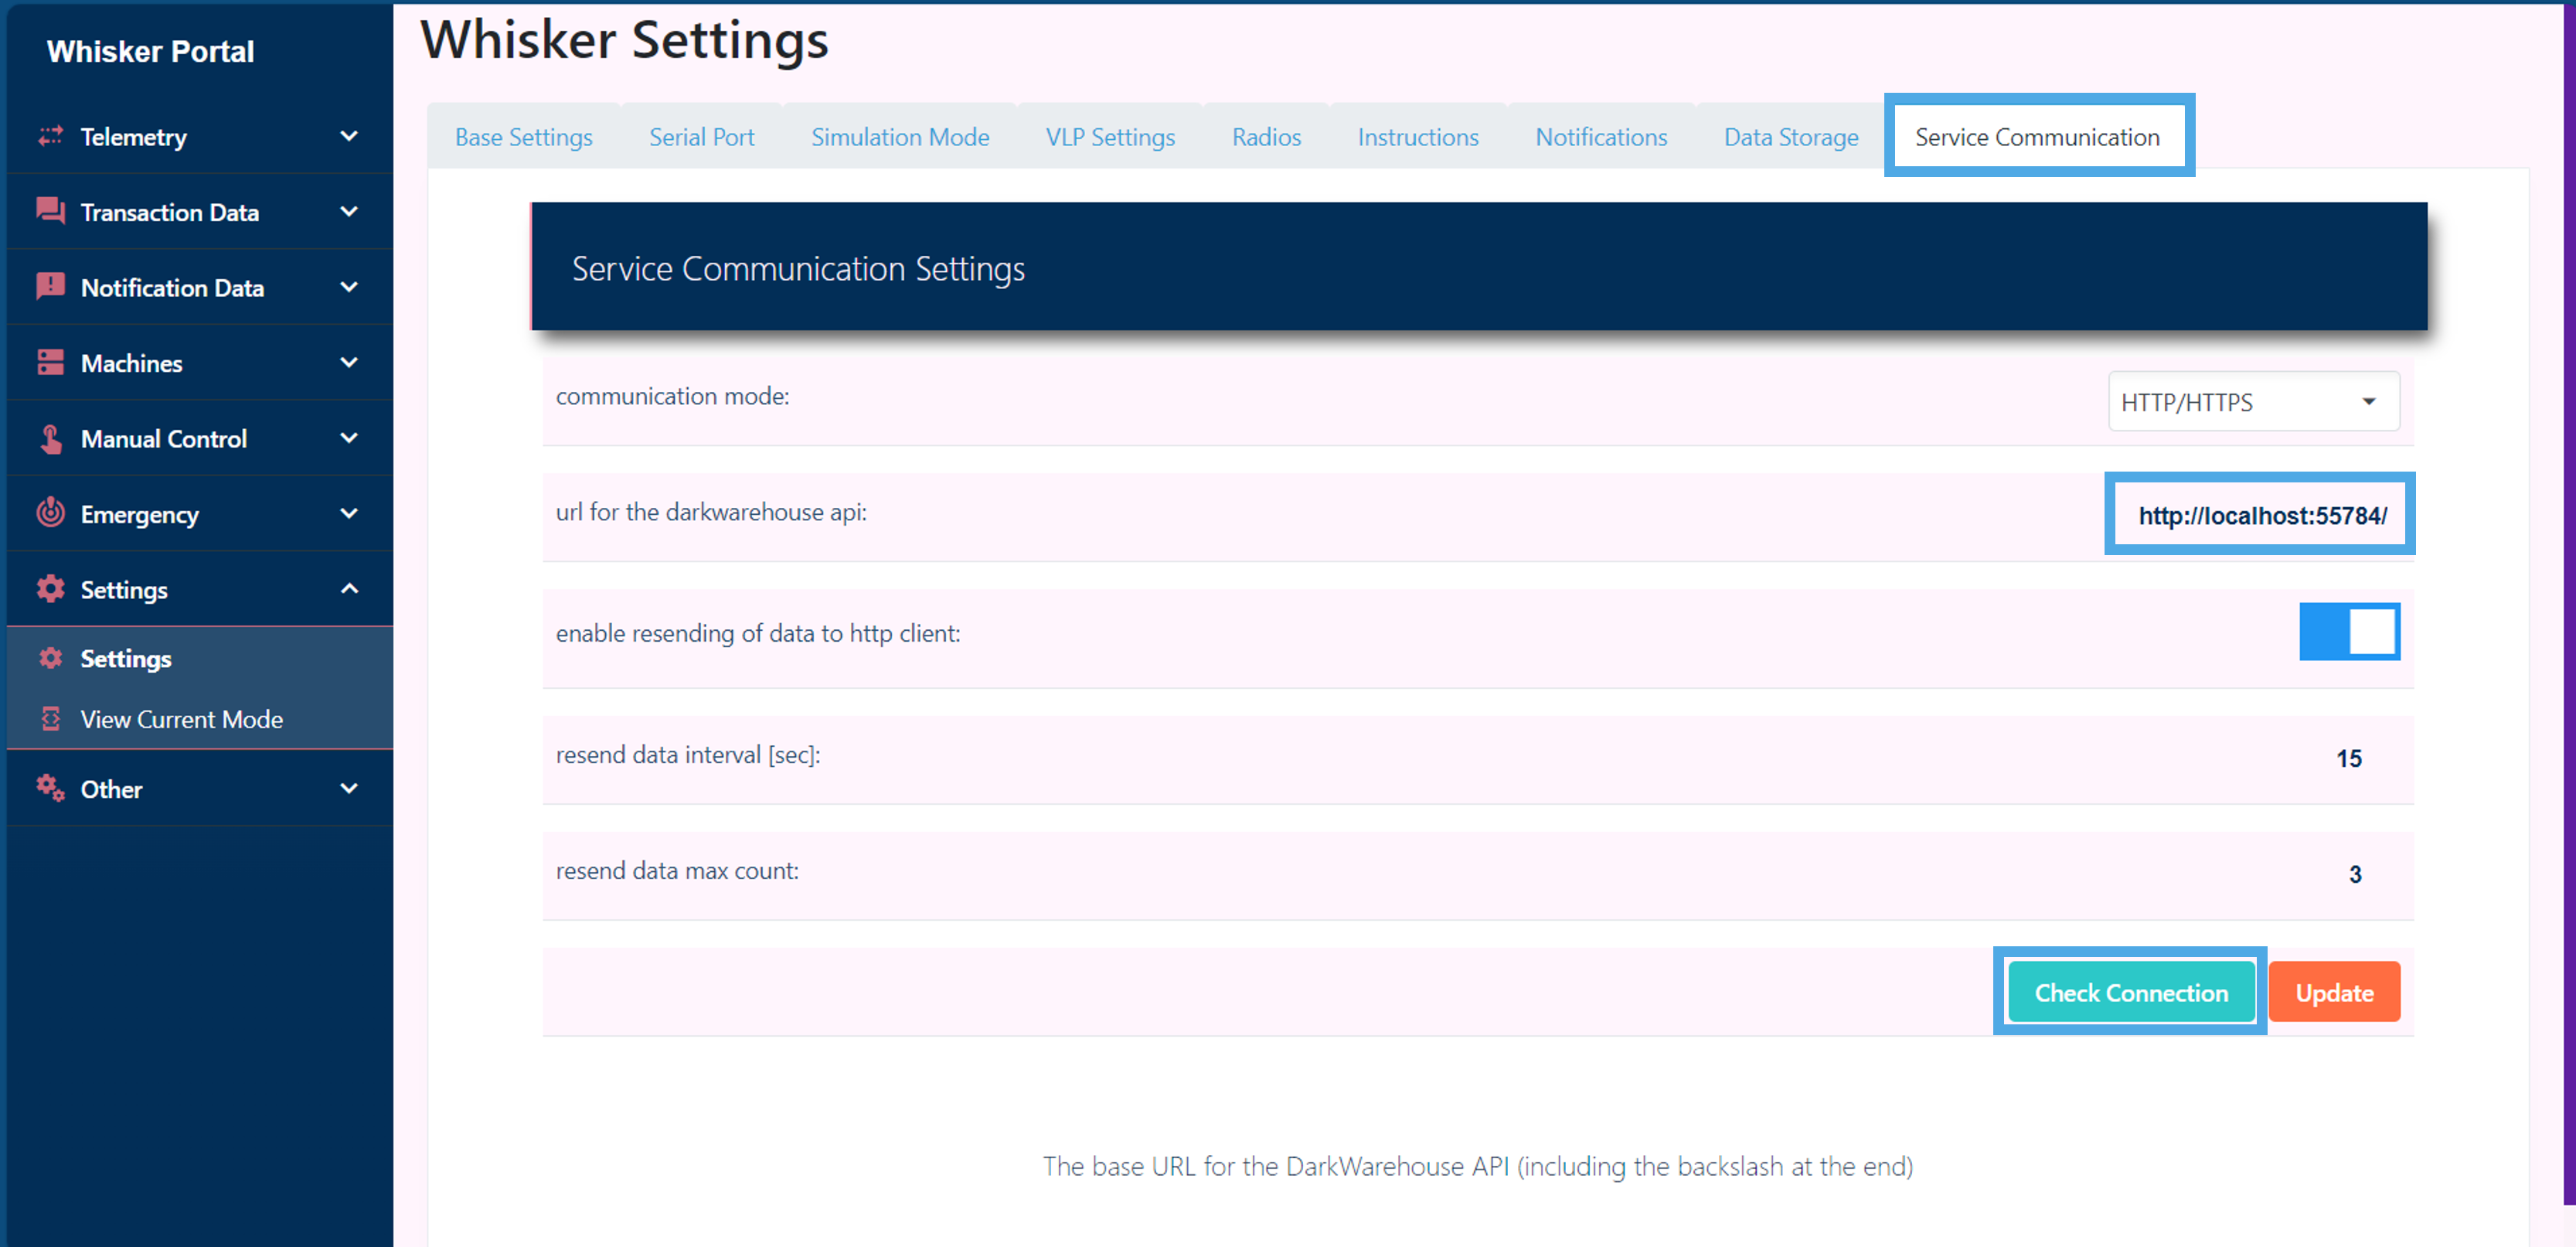 Whisker Portal
Telemetry
Transaction Data
Notification Data
Machines
Manual Control
Emergency
Settings
Settings
View Current Mode
Other
Whisker Settings
Base Settings Serial Port Simulation Mode VLP Settings Radios Instructions Notifications Data Storage Service Communication
Service Communication Settings
communication mode: HTTP/HTTPS
url for the darkwarehouse api: http://localhost:55784/
enable resending of data to http client:
resend data interval [sec]: 15
resend data max count: 3
Check Connection Update
The base URL for the DarkWarehouse API (including the backslash at the end)